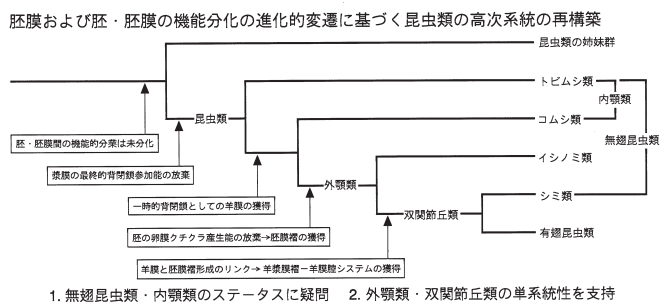 胚膜および胚・胚膜の機能分化の進化的変遷に基づく昆虫類の高次系統の再構築
昆虫類の姉妹群
トビムシ類
内顎類
昆虫類
コムシ類
無翅昆虫類
胚・胚膜間の機能的分業は未分化
イシノミ類
漿膜の最終的背閉鎖参加能の放棄
外顎類
シミ類
一時的背閉鎖としての羊膜の獲得
双関節丘類
有翅昆虫類
胚の卵膜クチクラ産生能の放棄→胚膜褶の獲得
羊膜と胚膜褶形成のリンク→ 羊漿膜褶−羊膜腔システムの獲得
1. 無翅昆虫類・内顎類のステータスに疑問 2. 外顎類・双関節丘類の単系統性を支持